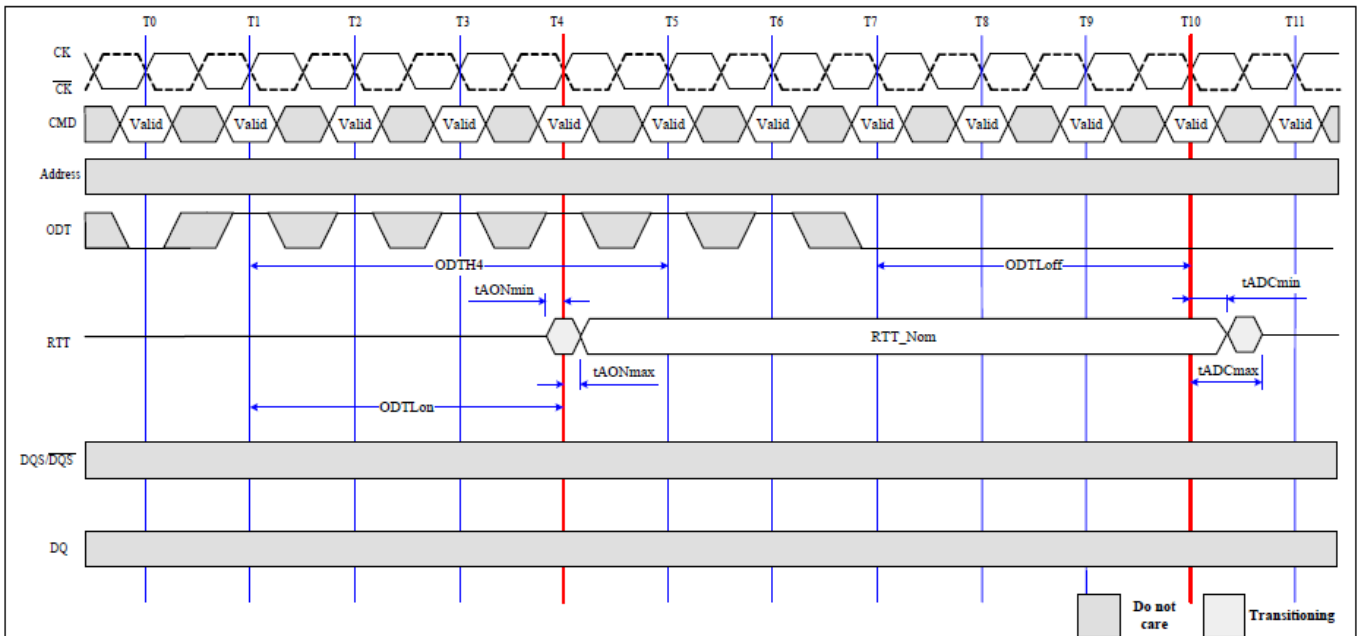 T0 T1 T2 T3 T4 T5 T6 T7 T8 T9 T10 T11
CK
CK
CMD Valid Valid Valid Valid Valid Valid Valid Valid Valid Valid Valid Valid
Address
ODT
ODTH4 ODTLoff
tAONmin tADCmin
RTT RTT_Nom
tAONmax tADCmax
ODTLon
DQS/DQS
DQ
Do not care Transitioning